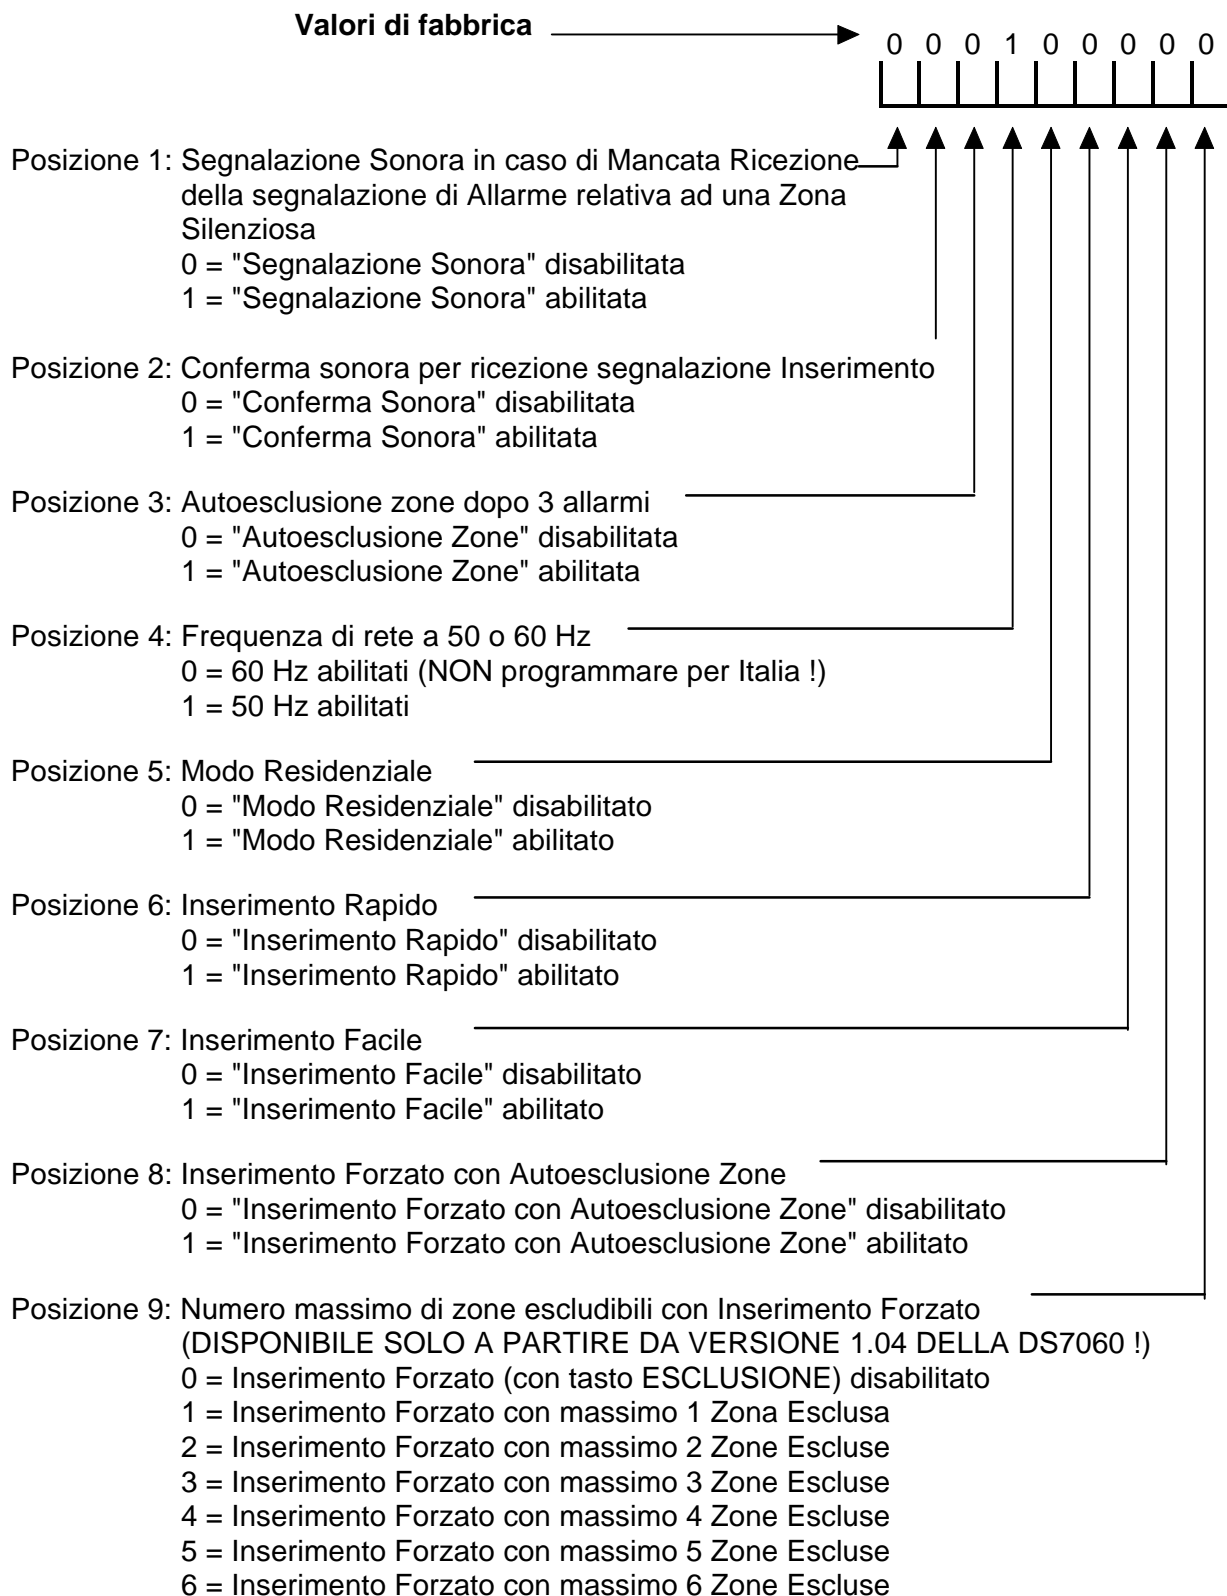 Valori di fabbrica
0 0 0 1 0 0 0 0 0
Posizione 1: Segnalazione Sonora in caso di Mancata Ricezione
della segnalazione di Allarme relativa ad una Zona
Silenziosa
0 = "Segnalazione Sonora" disabilitata
1 = "Segnalazione Sonora" abilitata
Posizione 2: Conferma sonora per ricezione segnalazione Inserimento
0 = "Conferma Sonora" disabilitata
1 = "Conferma Sonora" abilitata
Posizione 3: Autoesclusione zone dopo 3 allarmi
0 = "Autoesclusione Zone" disabilitata
1 = "Autoesclusione Zone" abilitata
Posizione 4: Frequenza di rete a 50 o 60 Hz
0 = 60 Hz abilitati (NON programmare per Italia !)
1 = 50 Hz abilitati
Posizione 5: Modo Residenziale
0 = "Modo Residenziale" disabilitato
1 = "Modo Residenziale" abilitato
Posizione 6: Inserimento Rapido
0 = "Inserimento Rapido" disabilitato
1 = "Inserimento Rapido" abilitato
Posizione 7: Inserimento Facile
0 = "Inserimento Facile" disabilitato
1 = "Inserimento Facile" abilitato
Posizione 8: Inserimento Forzato con Autoesclusione Zone
0 = "Inserimento Forzato con Autoesclusione Zone" disabilitato
1 = "Inserimento Forzato con Autoesclusione Zone" abilitato
Posizione 9: Numero massimo di zone escludibili con Inserimento Forzato
(DISPONIBILE SOLO A PARTIRE DA VERSIONE 1.04 DELLA DS7060 !)
0 = Inserimento Forzato (con tasto ESCLUSIONE) disabilitato
1 = Inserimento Forzato con massimo 1 Zona Esclusa
2 = Inserimento Forzato con massimo 2 Zone Escluse
3 = Inserimento Forzato con massimo 3 Zone Escluse
4 = Inserimento Forzato con massimo 4 Zone Escluse
5 = Inserimento Forzato con massimo 5 Zone Escluse
6 = Inserimento Forzato con massimo 6 Zone Escluse